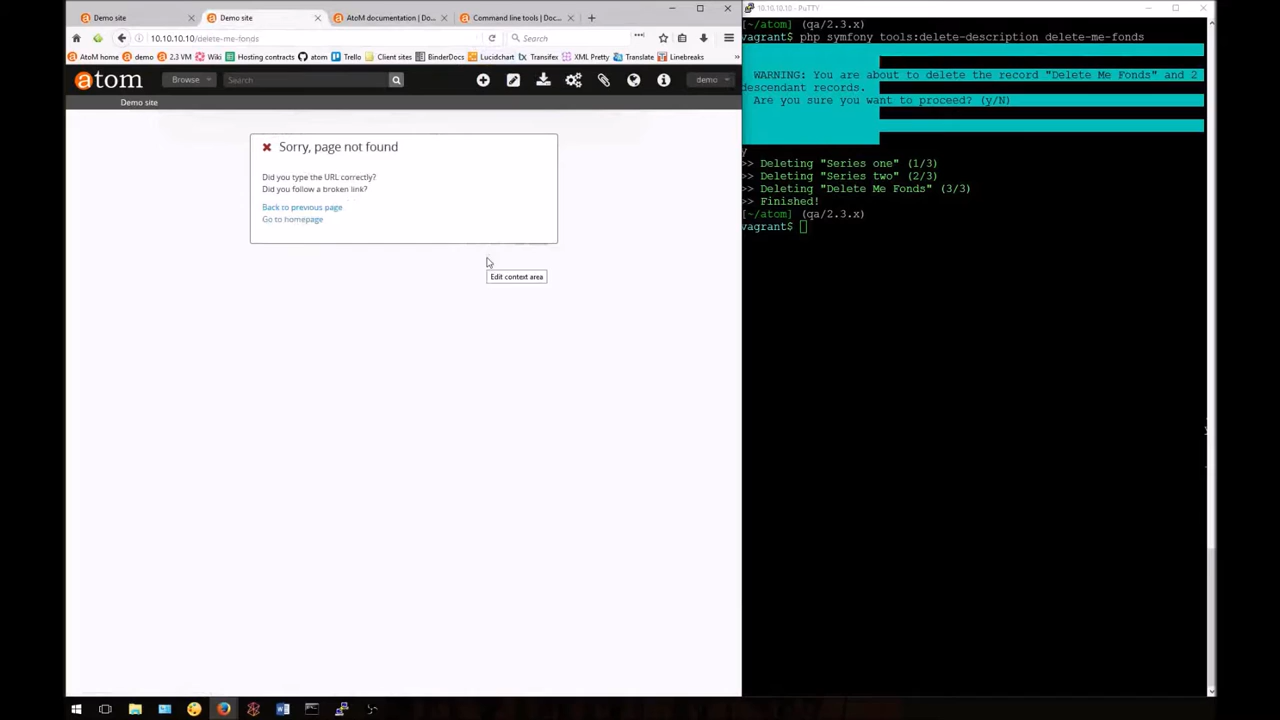 Demo site
Demo site
AtoM documentation | Do...
Command line tools | Doc...
10.10.10.10/delete-me-fonds
Search
AtoM home
demo
2.3 VM
Wiki
Hosting contracts
atom
Trello
Client sites
BinderDocs
Lucidchart
Transifex
XML Pretty
Translate
Linebreaks
atom
Browse
Search
demo
Demo site
Sorry, page not found
Did you type the URL correctly?
Did you follow a broken link?
Back to previous page
Go to homepage
Edit context area
10.10.10.10 - PuTTY
[~/atom] (qa/2.3.x)
vagrant$ php symfony tools:delete-description delete-me-fonds
WARNING: You are about to delete the record "Delete Me Fonds" and 2
descendant records.
Are you sure you want to proceed? (y/N)
y
>> Deleting "Series one" (1/3)
>> Deleting "Series two" (2/3)
>> Deleting "Delete Me Fonds" (3/3)
>> Finished!
[~/atom] (qa/2.3.x)
vagrant$